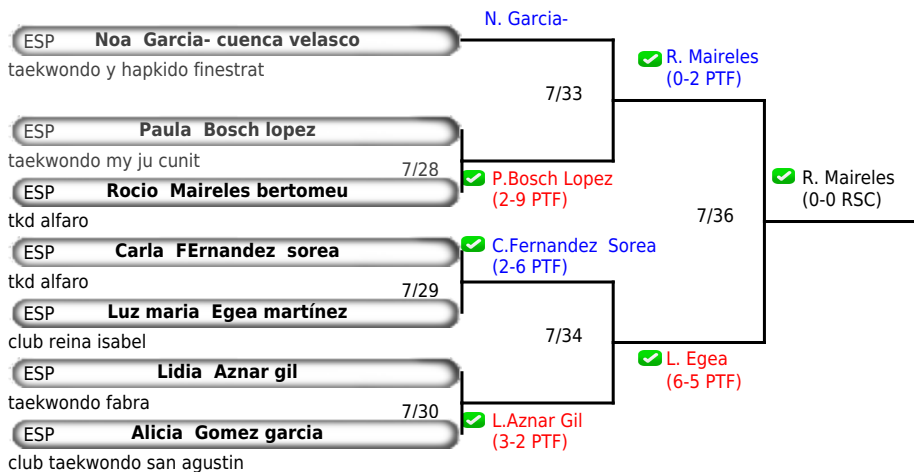 N. Garcia-
ESP Noa Garcia- cuenca velasco
taekwondo y hapkido finestrat
R. Maireles
(0-2 PTF)
7/33
ESP Paula Bosch lopez
taekwondo my ju cunit
7/28
P.Bosch Lopez
(2-9 PTF)
ESP Rocio Maireles bertomeu
tkd alfaro
R. Maireles
(0-0 RSC)
7/36
ESP Carla FErnandez sorea
tkd alfaro
C.Fernandez Sorea
(2-6 PTF)
7/29
ESP Luz maria Egea martínez
club reina isabel
7/34
L. Egea
(6-5 PTF)
ESP Lidia Aznar gil
taekwondo fabra
7/30
L.Aznar Gil
(3-2 PTF)
ESP Alicia Gomez garcia
club taekwondo san agustin